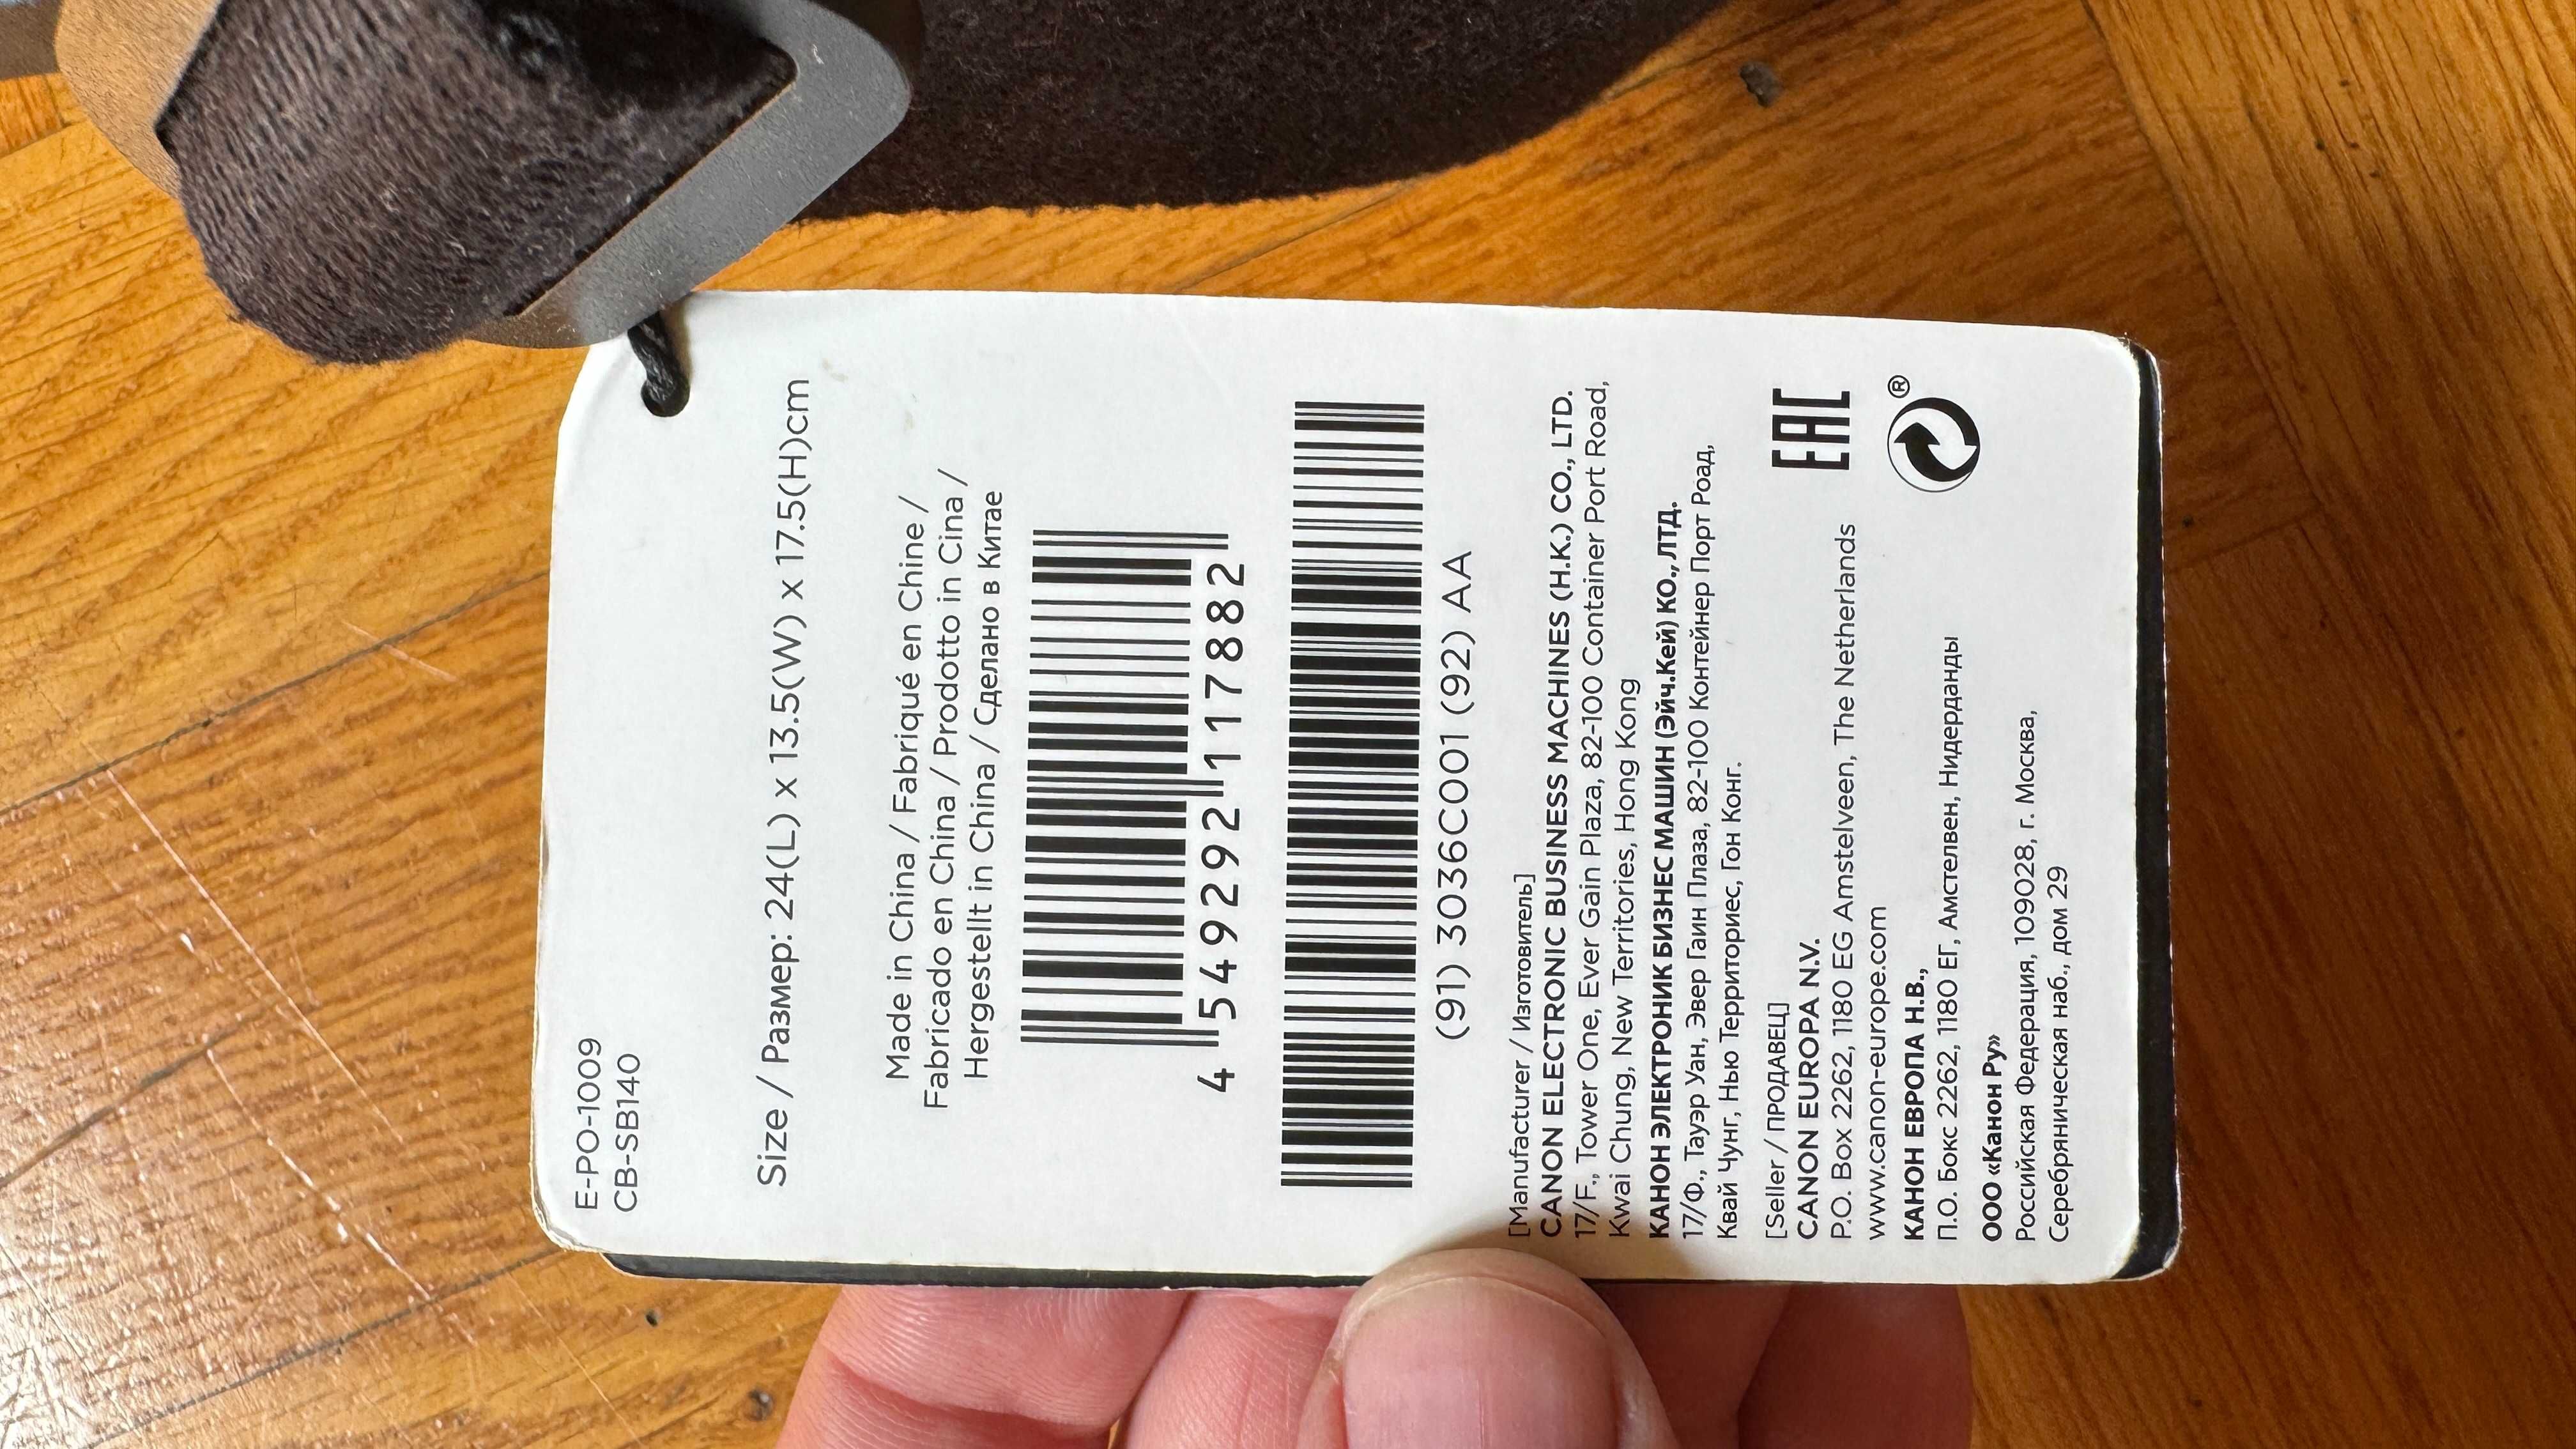 E-PO-1009
CB-SB140
Size / Размер: 24(L) x 13.5(W) x 17.5(H)cm
Made in China / Fabriqué en Chine /
Fabricado en China / Prodotto in Cina /
Hergestellt in China / Сделано в Китае
4 549292 117882
(91) 3036C001 (92) AA
[Manufacturer / Изготовитель]
CANON ELECTRONIC BUSINESS MACHINES (H.K.) CO., LTD.
17/F., Tower One, Ever Gain Plaza, 82-100 Container Port Road,
Kwai Chung, New Territories, Hong Kong
КАНОН ЭЛЕКТРОНИК БИЗНЕС МАШИН (Эйч.Кей) КО., ЛТД.
17/Ф., Тауэр Уан, Эвер Гаин Плаза, 82-100 Контейнер Порт Роад,
Квай Чунг, Нью Территориес, Гон Конг.
[Seller / ПРОДАВЕЦ]
CANON EUROPA N.V.
P.O. Box 2262, 1180 EG Amstelveen, The Netherlands
www.canon-europe.com
КАНОН ЕВРОПА Н.В.,
П.О. Бокс 2262, 1180 ЕГ, Амстелвен, Нидерданды
ООО «Канон Ру»
Российская Федерация, 109028, г. Москва,
Серебряническая наб., дом 29
EAC
®